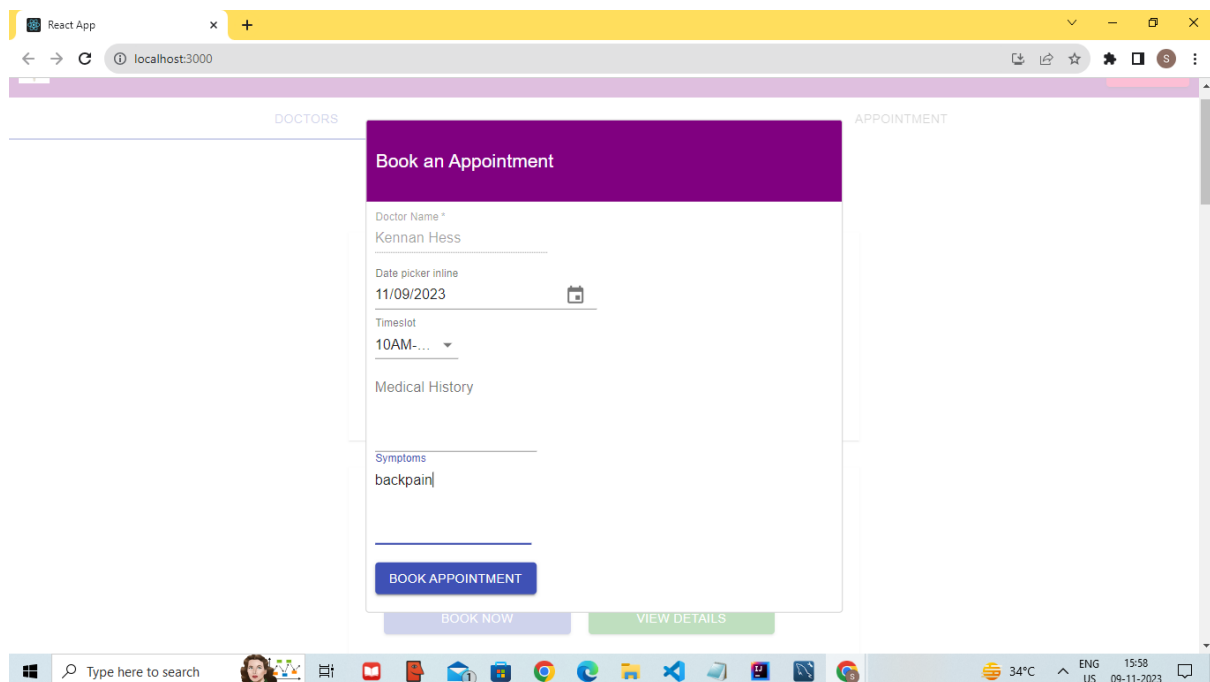 React App
localhost:3000
S
DOCTORS
APPOINTMENT
Book an Appointment
Doctor Name *
Kennan Hess
Date picker inline
11/09/2023
Timeslot
10AM-...
Medical History
Symptoms
backpain
BOOK APPOINTMENT
BOOK NOW
VIEW DETAILS
Type here to search
1
34°C
ENG
US
15:58
09-11-2023